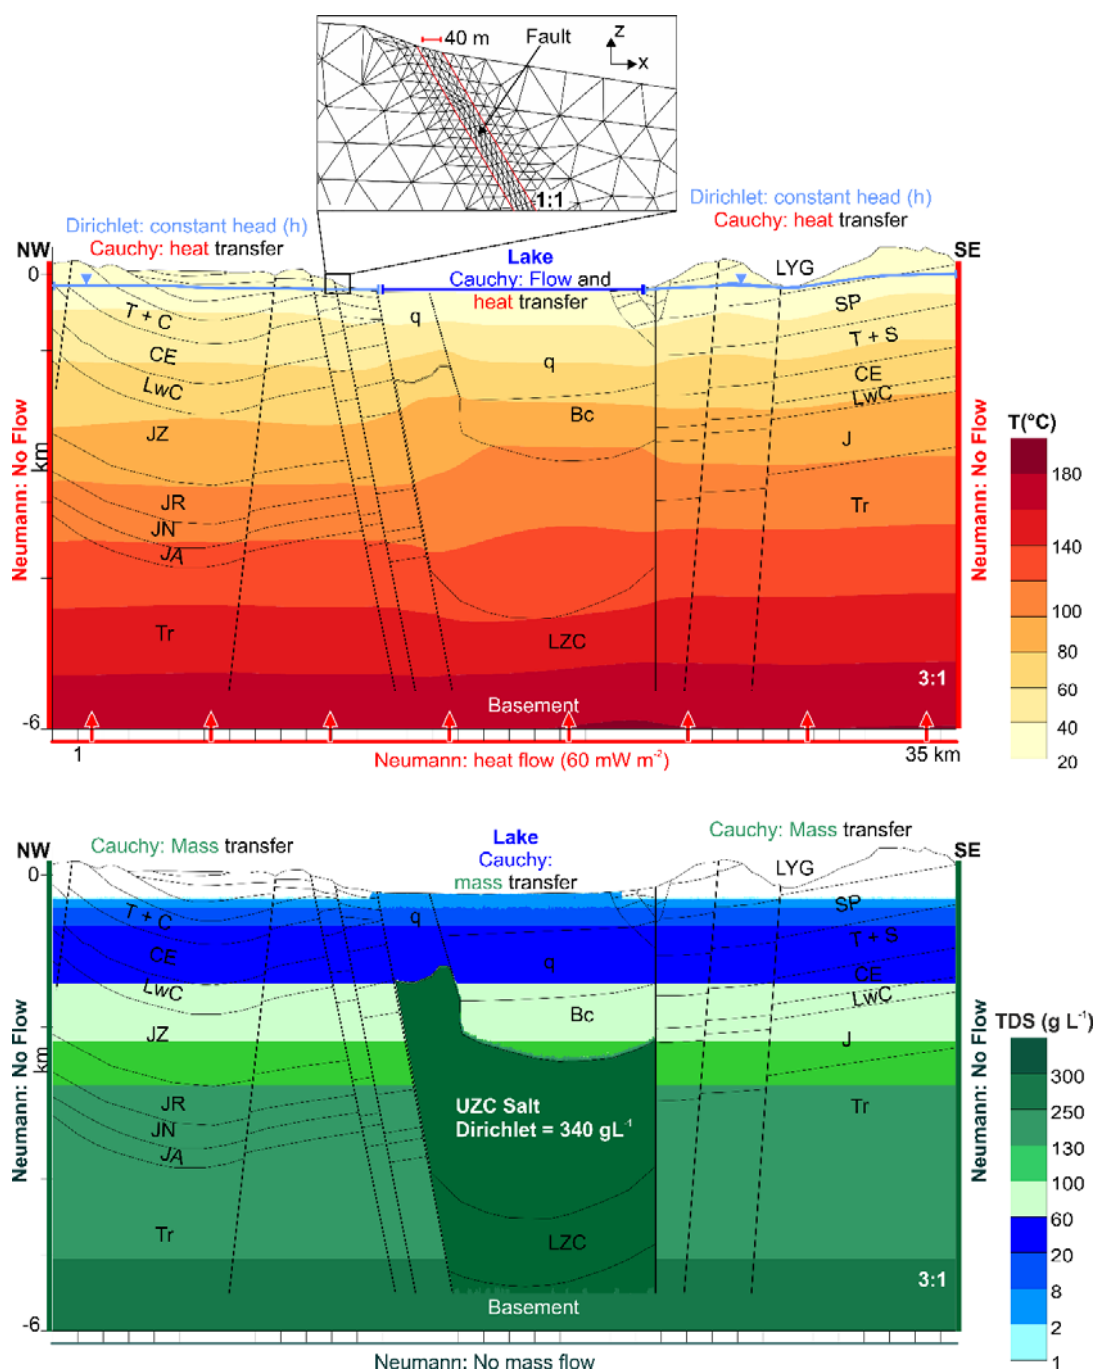 40 m
Fault
z
x
1:1
Dirichlet: constant head (h)
Cauchy: heat transfer
Dirichlet: constant head (h)
Cauchy: heat transfer
NW
Lake
Cauchy: Flow and
heat transfer
SE
0
LYG
q
SP
T + C
T + S
CE
q
CE
LwC
LwC
Bc
JZ
J
km
JR
Tr
JN
JA
Tr
LZC
3:1
Basement
-6
1
35 km
Neumann: heat flow (60 mW m-2)
Neumann: No Flow
Neumann: No Flow
T(°C)
180
140
100
80
60
40
20
Cauchy: Mass transfer
Lake
Cauchy:
mass transfer
Cauchy: Mass transfer
NW
SE
0
LYG
q
SP
T + C
T + S
CE
q
CE
LwC
LwC
Bc
JZ
J
km
JR
Tr
JN
JA
UZC Salt
Dirichlet = 340 gL-1
Tr
LZC
3:1
Basement
-6
Neumann: No mass flow
Neumann: No Flow
Neumann: No Flow
TDS (g L-1)
300
250
130
100
60
20
8
2
1